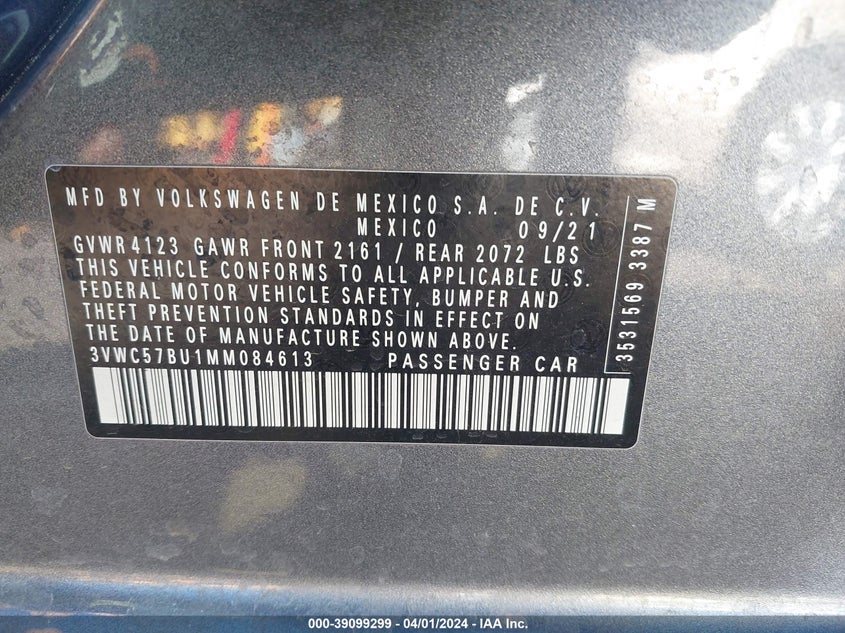 MFD BY VOLKSWAGEN DE MEXICO S.A. DE C.V.
MEXICO 09/21
GVWR 4123 GAWR FRONT 2161 / REAR 2072 LBS
THIS VEHICLE CONFORMS TO ALL APPLICABLE U.S.
FEDERAL MOTOR VEHICLE SAFETY, BUMPER AND
THEFT PREVENTION STANDARDS IN EFFECT ON
THE DATE OF MANUFACTURE SHOWN ABOVE.
3VWC57BU1MM084613 PASSENGER CAR
3531569 3387 M
000-39099299 - 04/01/2024 - IAA Inc.